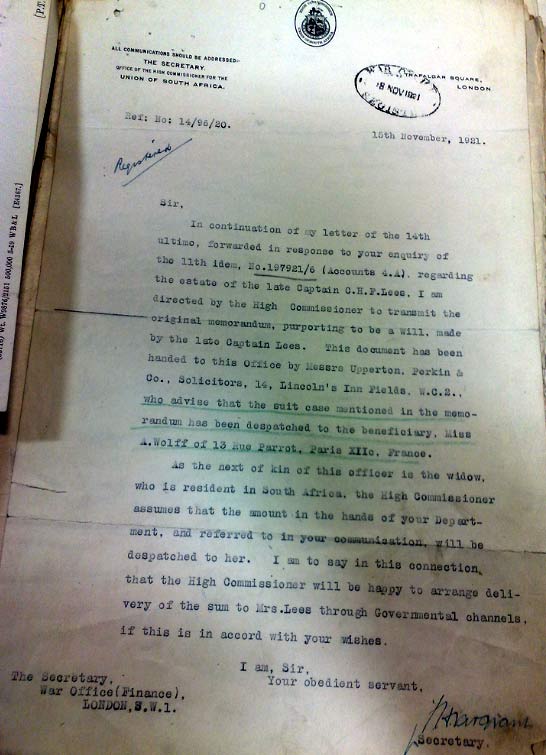 [P.T.
ALL COMMUNICATIONS SHOULD BE ADDRESSED:-
THE SECRETARY,
OFFICE OF THE HIGH COMMISSIONER FOR THE
UNION OF SOUTH AFRICA.
TRAFALGAR SQUARE,
LONDON.
WAR OFFICE
18 NOV 1921
Ref: No: 14/96/20.
15th November, 1921.
Registered
Sir,
In continuation of my letter of the 14th
ultimo, forwarded in response to your enquiry of
the 11th idem, No.197921/6 (Accounts 4.A), regarding
the estate of the late Captain C.H.F.Lees, I am
directed by the High Commissioner to transmit the
original memorandum, purporting to be a will, made
by the late Captain Lees. This document has been
handed to this Office by Messrs Upperton, Perkin &
Co., Solicitors, 14, Lincoln's Inn Fields, W.C.2.,
who advise that the suit case mentioned in the memo-
randum has been despatched to the beneficiary, Miss
A.Wolff of 13 Rue Parrot, Paris XIIe, France.
As the next of kin of this officer is the widow,
who is resident in South Africa, the High Commissioner
assumes that the amount in the hands of your Depart-
ment, and referred to in your communication, will be
despatched to her. I am to say in this connection,
that the High Commissioner will be happy to arrange deli-
very of the sum to Mrs.Lees through Governmental channels,
if this is in accord with your wishes.
I am, Sir,
Your obedient servant,
Secretary.
The Secretary,
War Office(Finance),
LONDON,S.W.1.